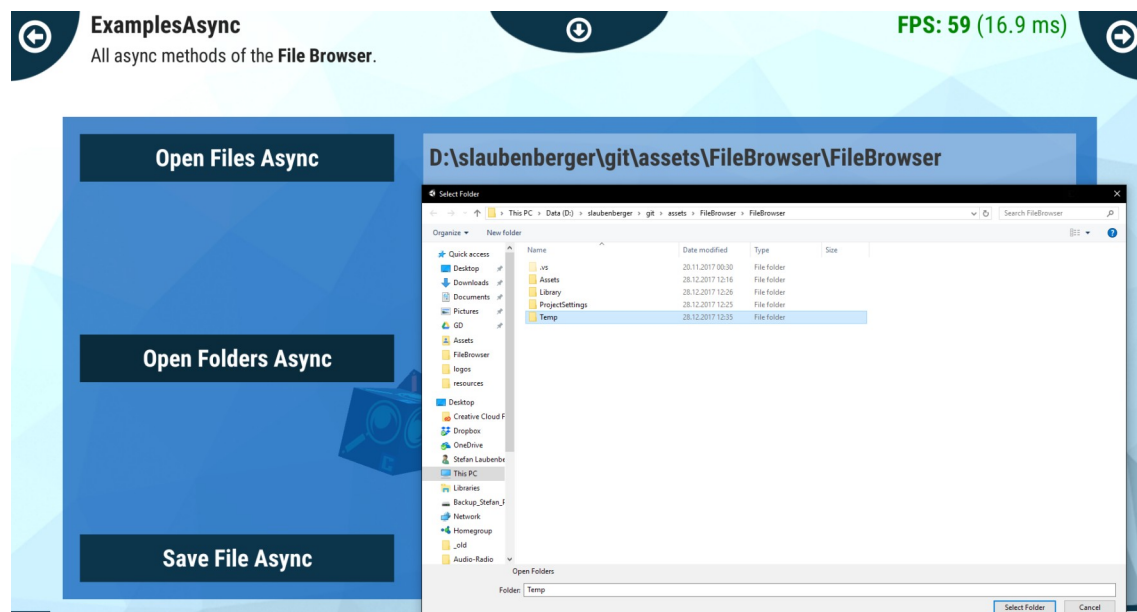 ExamplesAsync
All async methods of the File Browser.
FPS: 59 (16.9 ms)
Open Files Async
D:\slaubenberger\git\assets\FileBrowser\FileBrowser
Select Folder
This PC > Data (D:) > slaubenberger > git > assets > FileBrowser > FileBrowser
Search FileBrowser
Organize
New folder
Quick access
Desktop
Downloads
Documents
Pictures
GD
Assets
FileBrowser
logos
resources
Desktop
Creative Cloud F
Dropbox
OneDrive
Stefan Laubenbe
This PC
Libraries
Backup_Stefan_F
Network
Homegroup
_old
Audio-Radio
Name Date modified Type Size
.vs 20.11.2017 00:30 File folder
Assets 28.12.2017 12:16 File folder
Library 28.12.2017 12:26 File folder
ProjectSettings 28.12.2017 12:25 File folder
Temp 28.12.2017 12:35 File folder
Open Folders Async
Save File Async
Open Folders
Folder: Temp
Select Folder Cancel